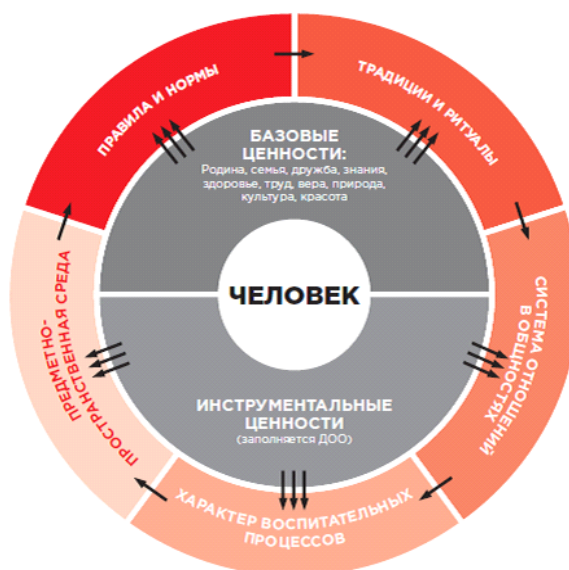 ПРАВИЛА И НОРМЫ
ТРАДИЦИИ И РИТУАЛЫ
БАЗОВЫЕ
ЦЕННОСТИ:
Родина, семья, дружба, знания,
здоровье, труд, вера, природа,
культура, красота
ЧЕЛОВЕК
СИСТЕМА ОТНОШЕНИЙ
В ОБЩНОСТЯХ
ПРЕДМЕТНО-
ПРОСТРАНСТВЕННАЯ СРЕДА
ИНСТРУМЕНТАЛЬНЫЕ
ЦЕННОСТИ
(заполняется ДОО)
ХАРАКТЕР ВОСПИТАТЕЛЬНЫХ
ПРОЦЕССОВ